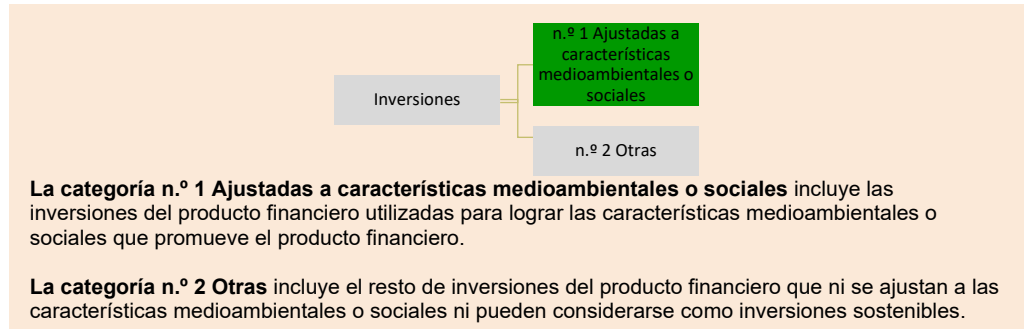 n.º 1 Ajustadas a
características
medioambientales o
sociales
Inversiones
n.º 2 Otras
La categoría n.º 1 Ajustadas a características medioambientales o sociales incluye las
inversiones del producto financiero utilizadas para lograr las características medioambientales o
sociales que promueve el producto financiero.
La categoría n.º 2 Otras incluye el resto de inversiones del producto financiero que ni se ajustan a las
características medioambientales o sociales ni pueden considerarse como inversiones sostenibles.